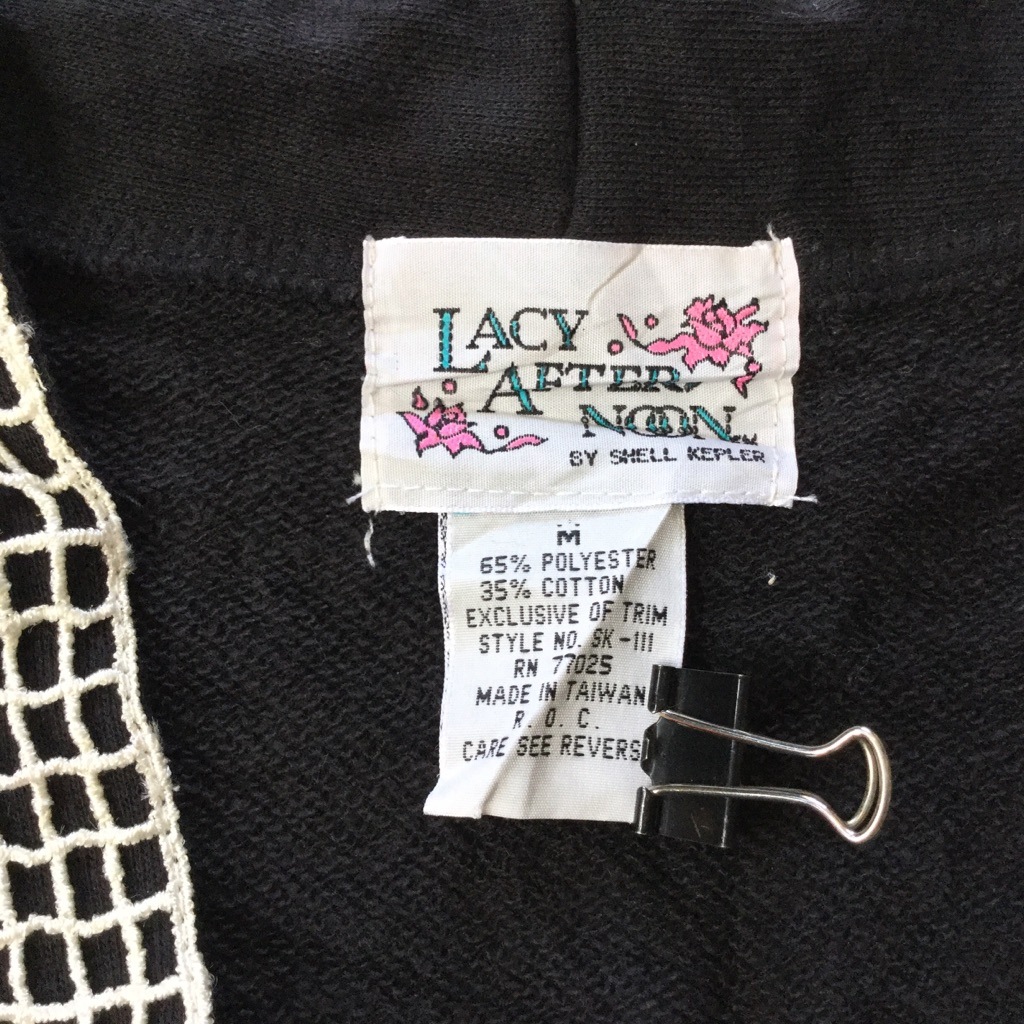 LACY
AFTER
NOON
BY SHELL KEPLER
M
65% POLYESTER
35% COTTON
EXCLUSIVE OF TRIM
STYLE NO. SK-111
RN 77025
MADE IN TAIWAN
R. O. C.
CARE SEE REVERS